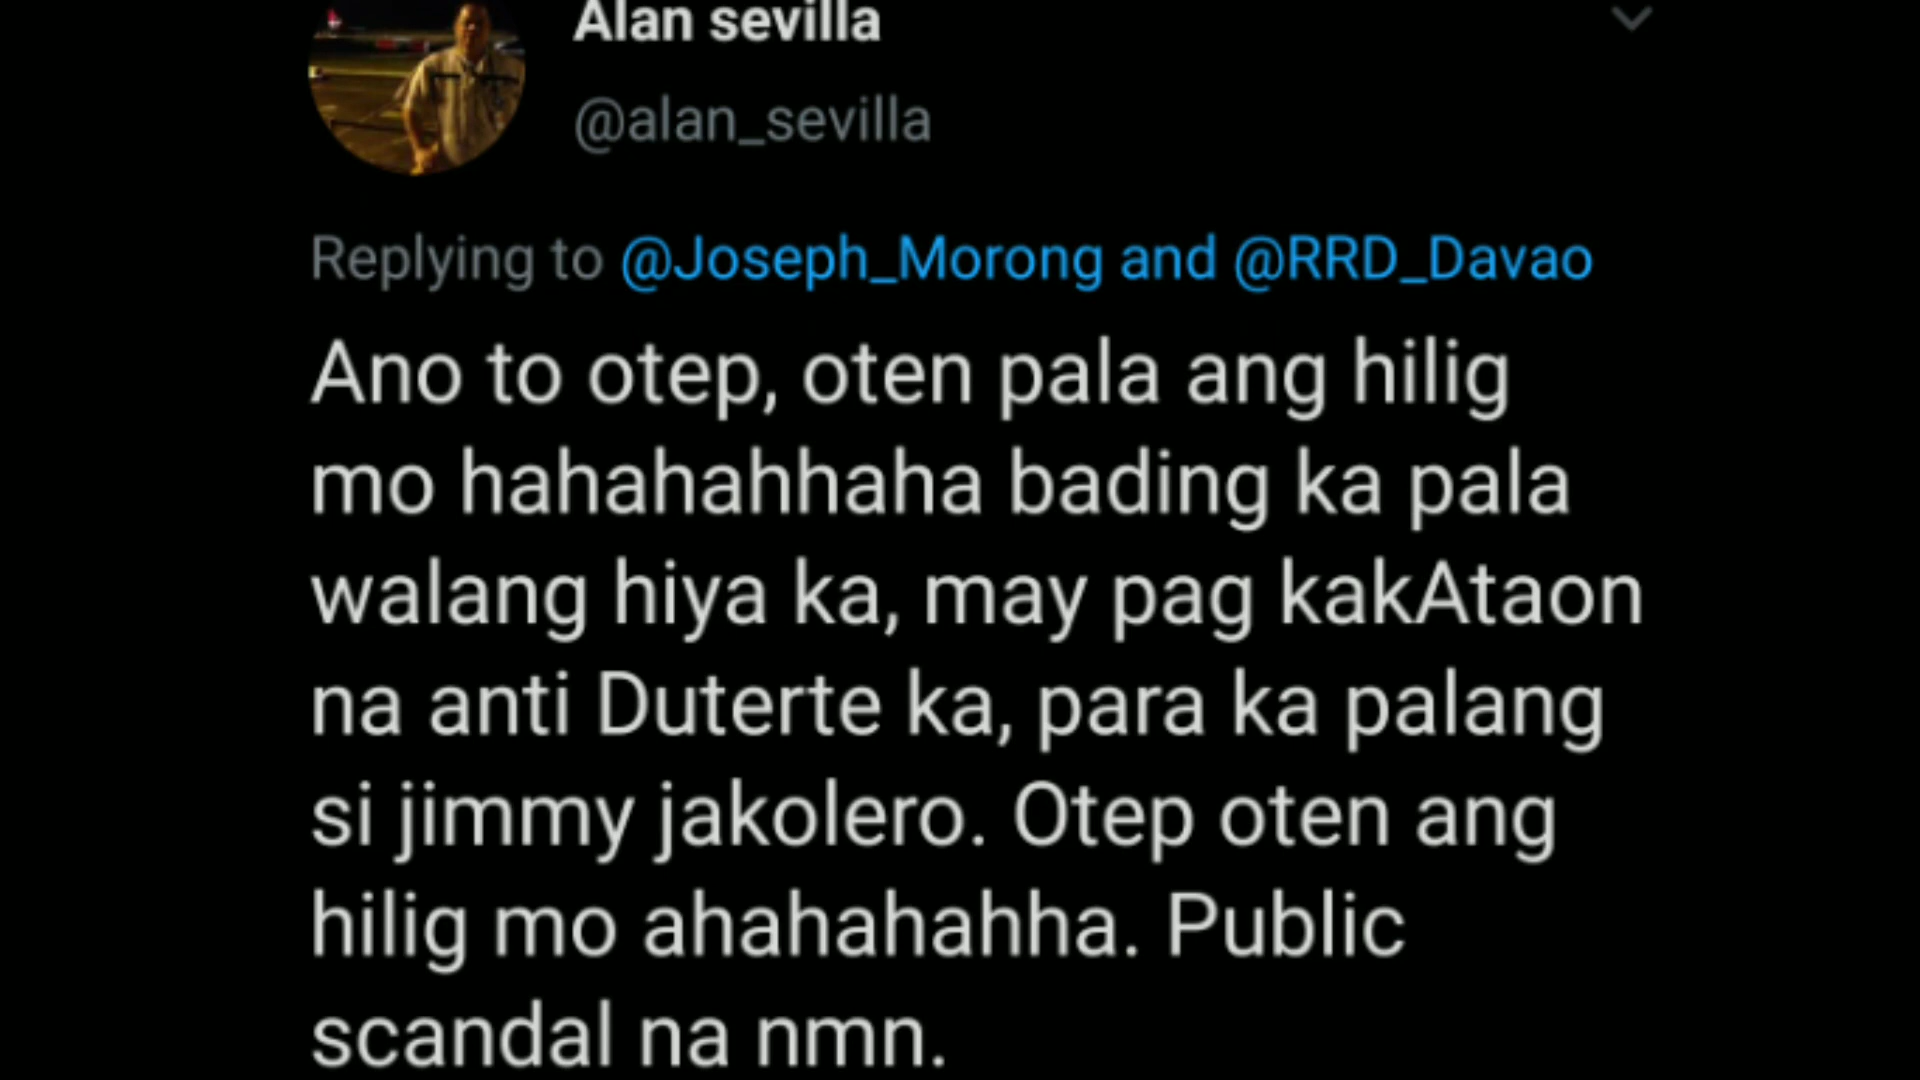 Alan sevilla
@alan_sevilla
Replying to @Joseph_Morong and @RRD_Davao
Ano to otep, oten pala ang hilig
mo hahahahhaha bading ka pala
walang hiya ka, may pag kakAtaon
na anti Duterte ka, para ka palang
si jimmy jakolero. Otep oten ang
hilig mo ahahahahha. Public
scandal na nmn.